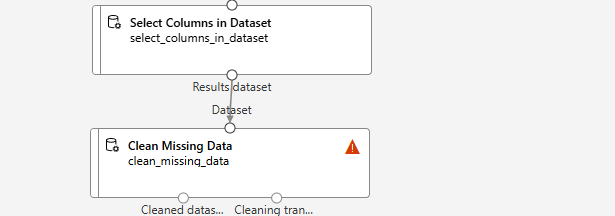 Select Columns in Dataset
select_columns_in_dataset
Results dataset
Dataset
Clean Missing Data
clean_missing_data
Cleaned datas... Cleaning tran...